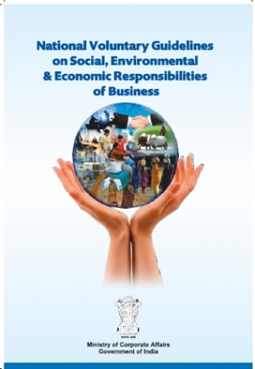 National Voluntary Guidelines
on Social, Environmental
& Economic Responsibilities
of Business
Ministry of Corporate Affairs
Government of India